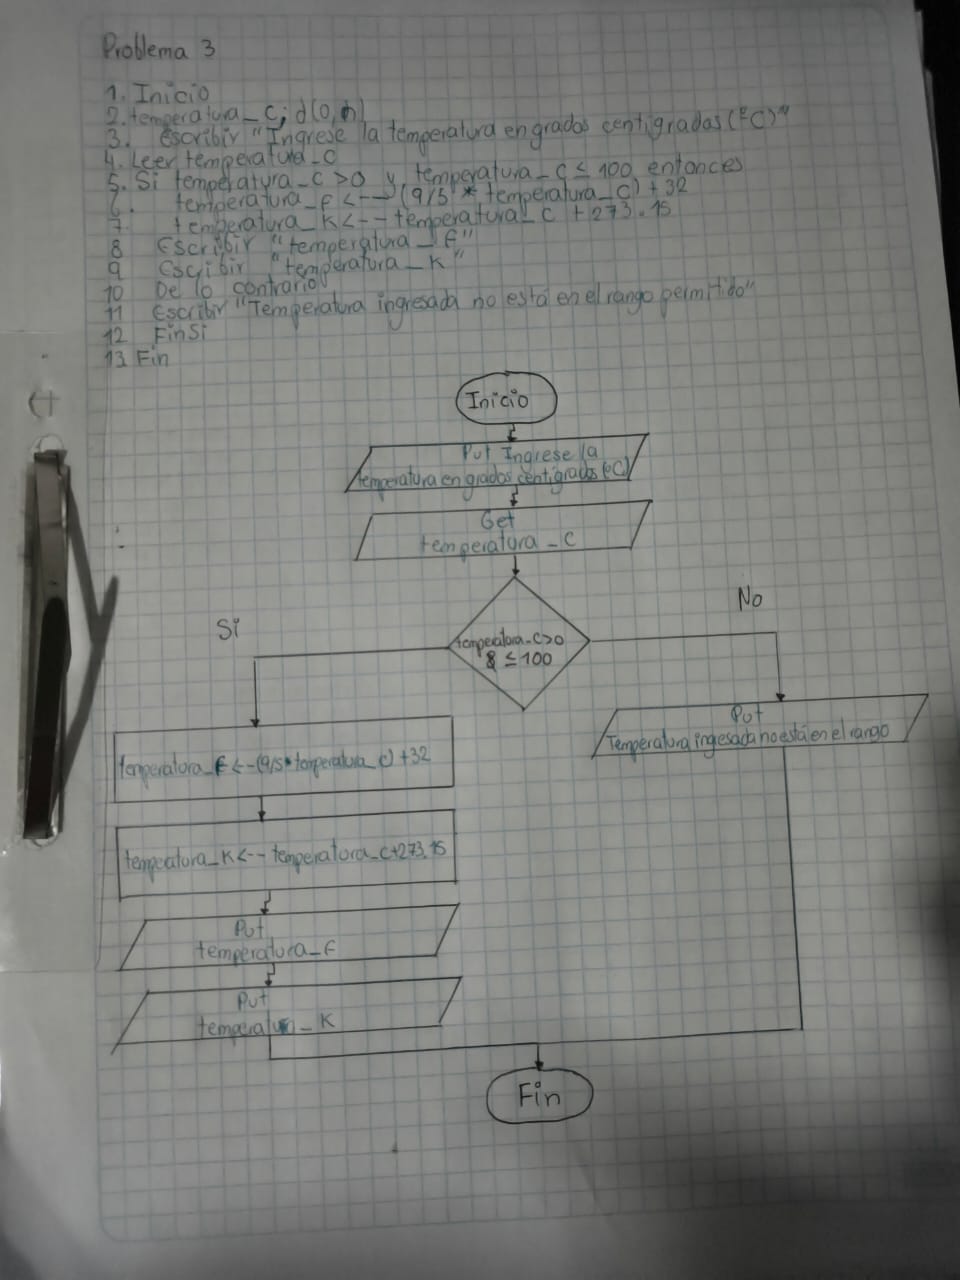 Problema 3
1. Inicio
2. temperatura_C; d(0,n)
3. Escribir "Ingrese la temperatura en grados centigrados (°C)"
4. Leer temperatura_C
5. Si temperatura_C >0 y temperatura_C ≤ 100 entonces
6. temperatura_F <-- (9/5 * temperatura_C) + 32
7. temperatura_K <-- temperatura_C + 273.15
8 Escribir "temperatura_F"
9 Escribir "temperatura_K"
10 De lo contrario
11 Escribir "Temperatura ingresada no está en el rango permitido"
12 FinSi
13 Fin
Inicio
Put Ingrese la
temperatura en grados centigrados (°C)
Get
temperatura_C
Si
No
temperatura_C>0
& ≤ 100
Put
Temperatura ingesada no está en el rango
temperatura_F <-(9/5* temperatura_C) +32
temperatura_K <-- temperatura_C+273.15
Put
temperatura_F
Put
temperatura_K
Fin